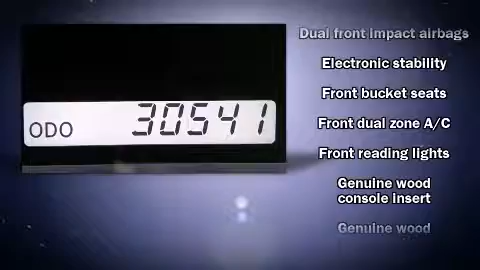 Dual front impact airbags
Electronic stability
Front bucket seats
ODO 30541
Front dual zone A/C
Front reading lights
Genuine wood
console insert
Genuine wood